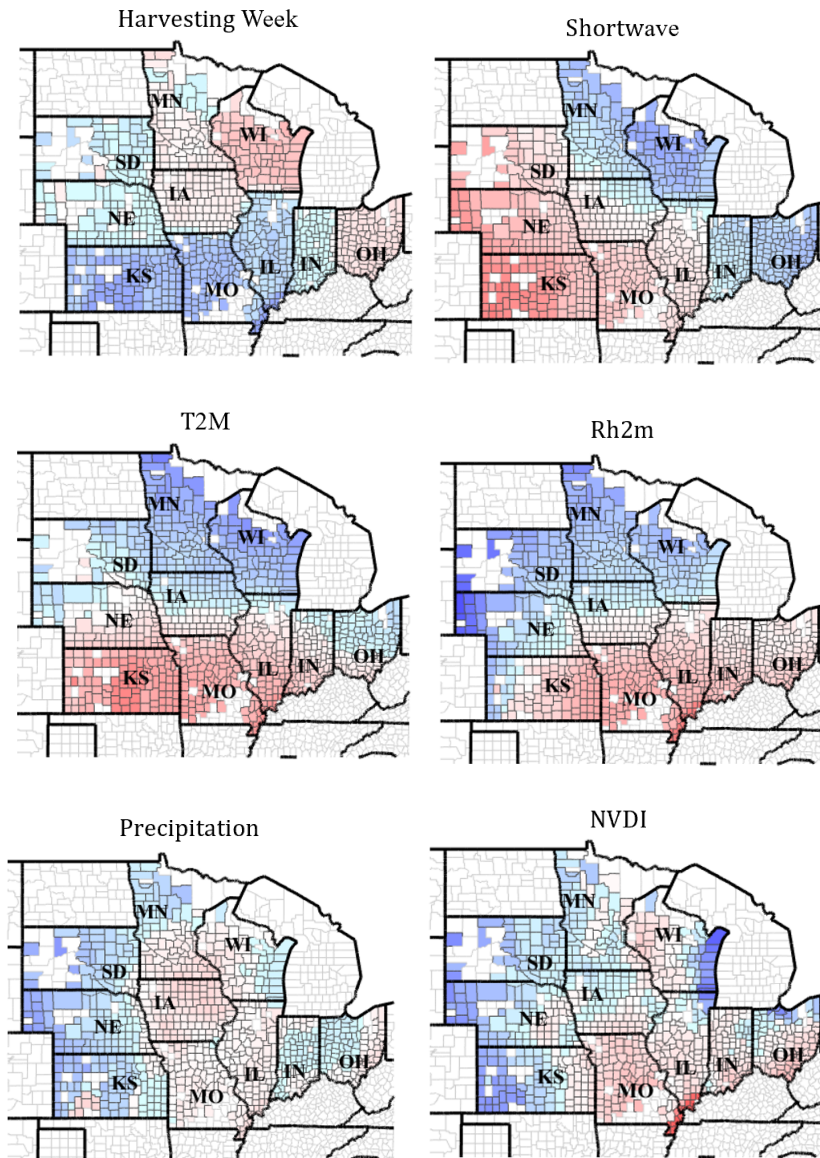 Harvesting Week
MN
WI
SD
IA
NE
IL
IN
OH
KS
MO
Shortwave
MN
WI
SD
IA
NE
IL
IN
OH
KS
MO
T2M
MN
WI
SD
IA
NE
IL
IN
OH
KS
MO
Rh2m
MN
WI
SD
IA
NE
IL
IN
OH
KS
MO
Precipitation
MN
WI
SD
IA
NE
IL
IN
OH
KS
MO
NVDI
MN
WI
SD
IA
NE
IL
IN
OH
KS
MO